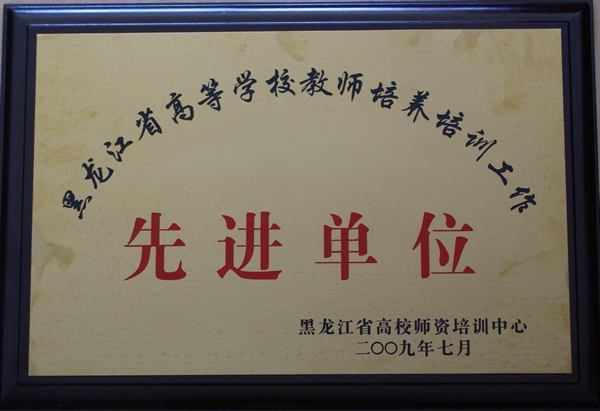 黑龙江省高等学校教师培养培训工作
先进单位
黑龙江省高校师资培训中心
二〇〇九年七月